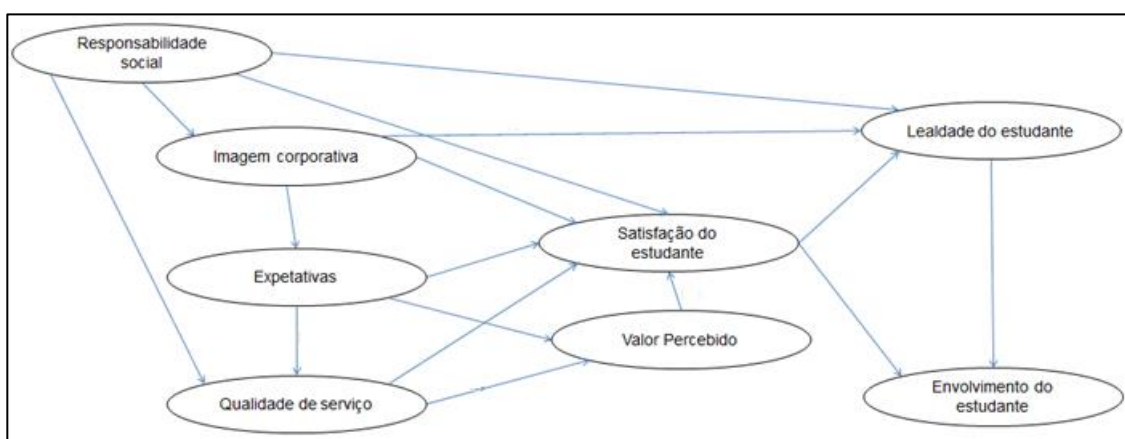 Responsabilidade
social
Imagem corporativa
Lealdade do estudante
Satisfação do
estudante
Expetativas
Valor Percebido
Qualidade de serviço
Envolvimento do
estudante